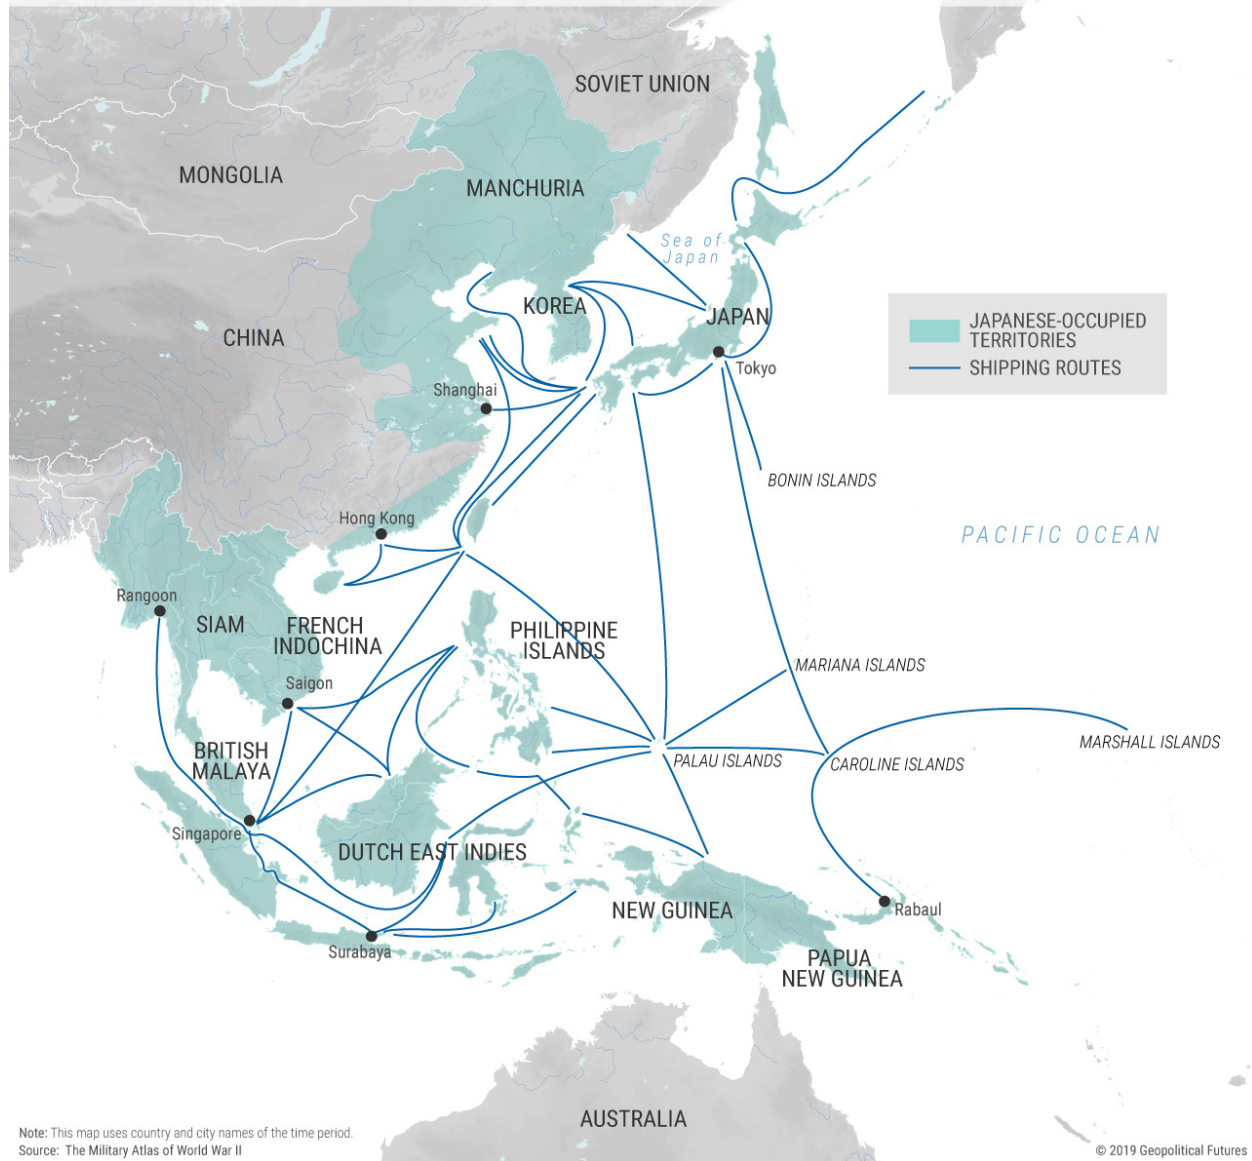 SOVIET UNION
MONGOLIA
MANCHURIA
Sea of
Japan
KOREA
JAPAN
CHINA
JAPANESE-OCCUPIED
TERRITORIES
SHIPPING ROUTES
Tokyo
Shanghai
BONIN ISLANDS
Hong Kong
PACIFIC OCEAN
Rangoon
SIAM
FRENCH
INDOCHINA
PHILIPPINE
ISLANDS
MARIANA ISLANDS
Saigon
BRITISH
MALAYA
PALAU ISLANDS
CAROLINE ISLANDS
MARSHALL ISLANDS
Singapore
DUTCH EAST INDIES
NEW GUINEA
Rabaul
Surabaya
PAPUA
NEW GUINEA
AUSTRALIA
Note: This map uses country and city names of the time period.
Source: The Military Atlas of World War II
© 2019 Geopolitical Futures